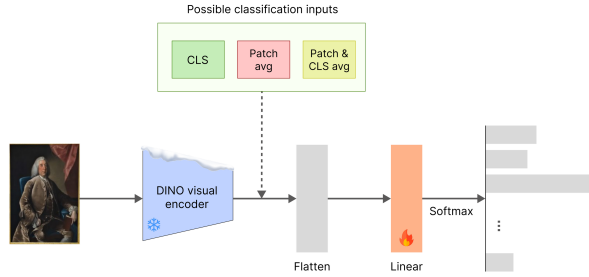 Possible classification inputs
CLS
Patch
avg
Patch &
CLS avg
DINO visual
encoder
Softmax
Flatten
Linear